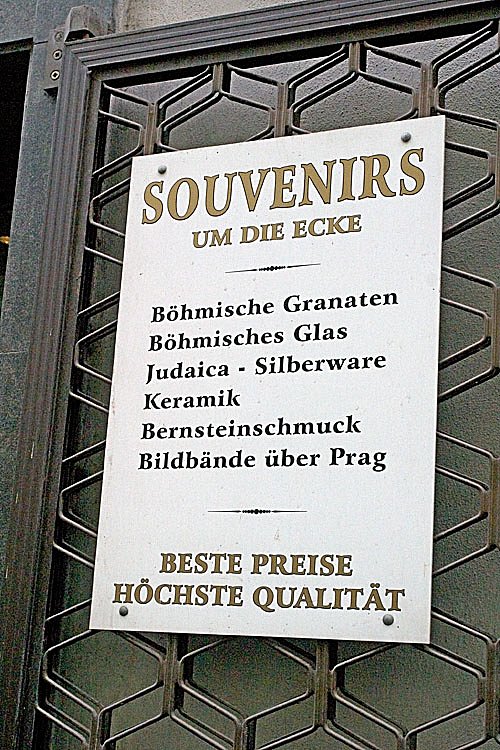 SOUVENIRS
UM DIE ECKE
Böhmische Granaten
Böhmisches Glas
Judaica - Silberware
Keramik
Bernsteinschmuck
Bildbände über Prag
BESTE PREISE
HÖCHSTE QUALITÄT